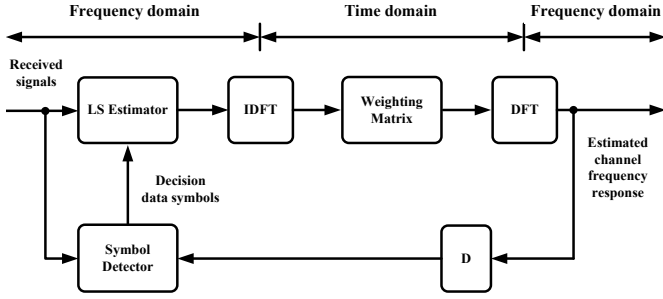 Frequency domain
Time domain
Frequency domain
Received
signals
LS Estimator
IDFT
Weighting
Matrix
DFT
Estimated
channel
frequency
response
Decision
data symbols
Symbol
Detector
D